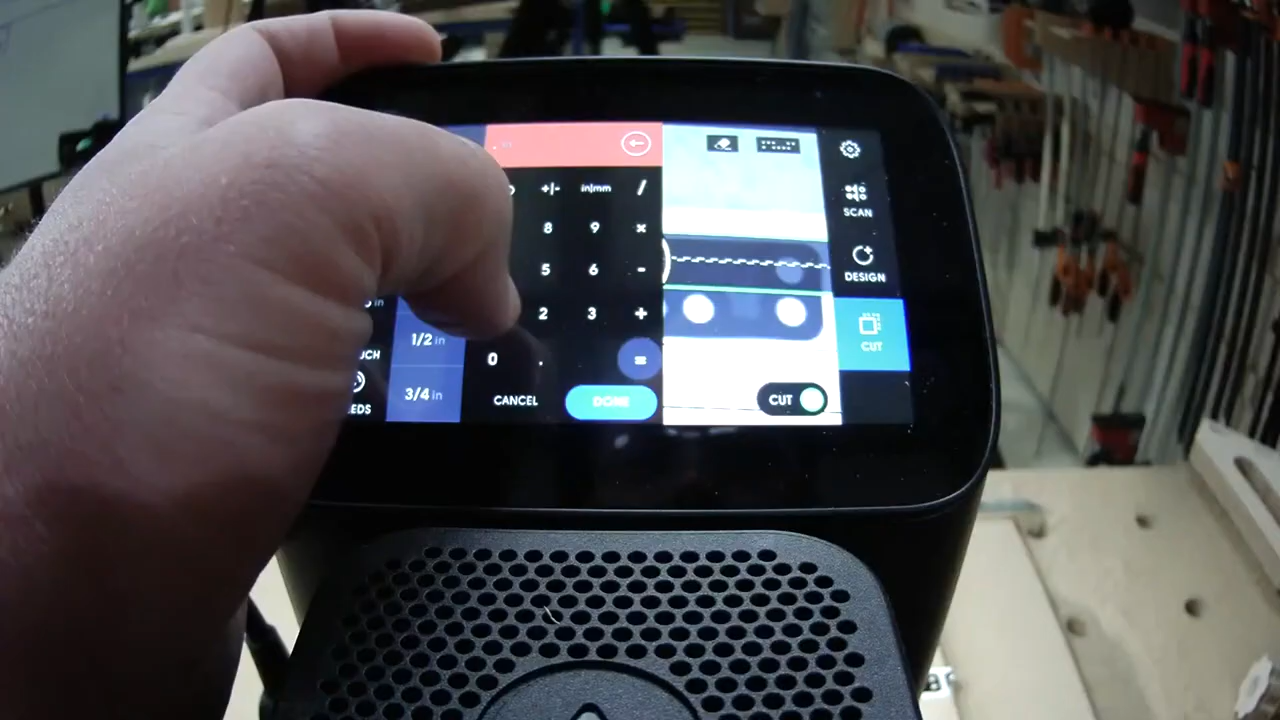 in
+/- in|mm /
8 9 ×
5 6 -
2 3 +
0 . =
CANCEL DONE
1/2 in
3/4 in
SCAN
DESIGN
CUT
CUT